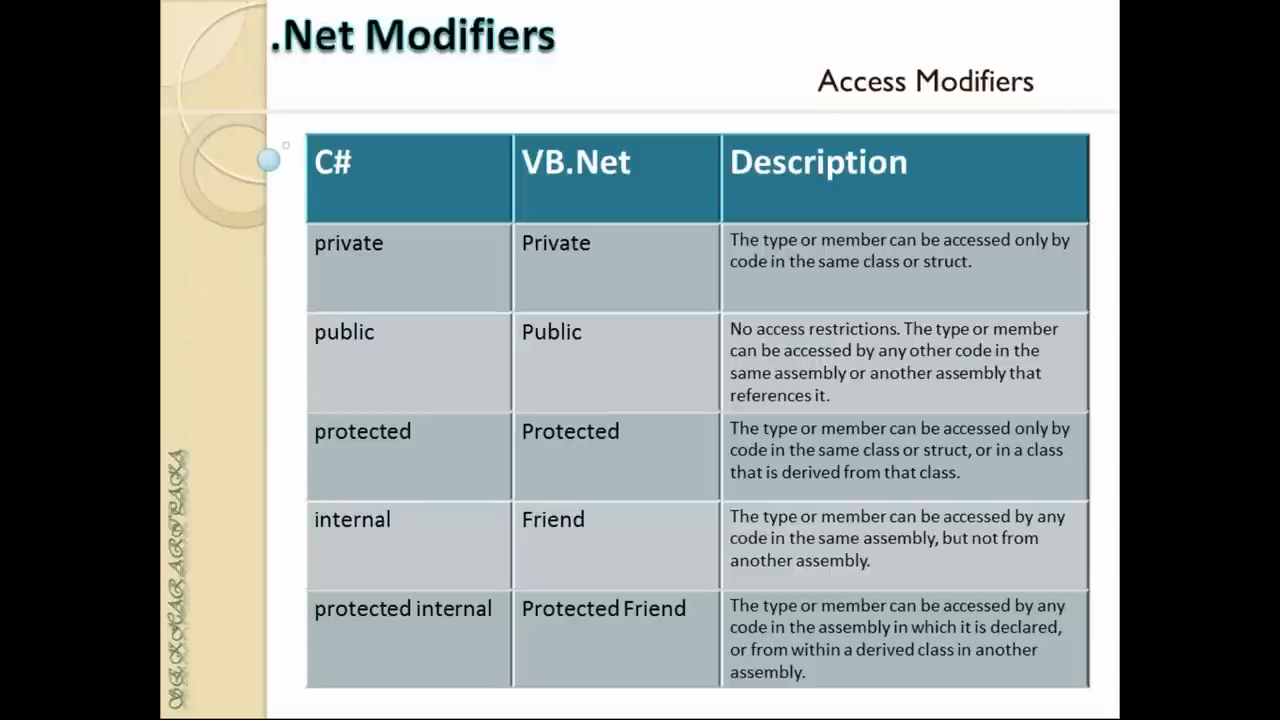 .Net Modifiers
Access Modifiers
C#
VB.Net
Description
private
Private
The type or member can be accessed only by
code in the same class or struct.
public
Public
No access restrictions. The type or member
can be accessed by any other code in the
same assembly or another assembly that
references it.
protected
Protected
The type or member can be accessed only by
code in the same class or struct, or in a class
that is derived from that class.
internal
Friend
The type or member can be accessed by any
code in the same assembly, but not from
another assembly.
protected internal
Protected Friend
The type or member can be accessed by any
code in the assembly in which it is declared,
or from within a derived class in another
assembly.